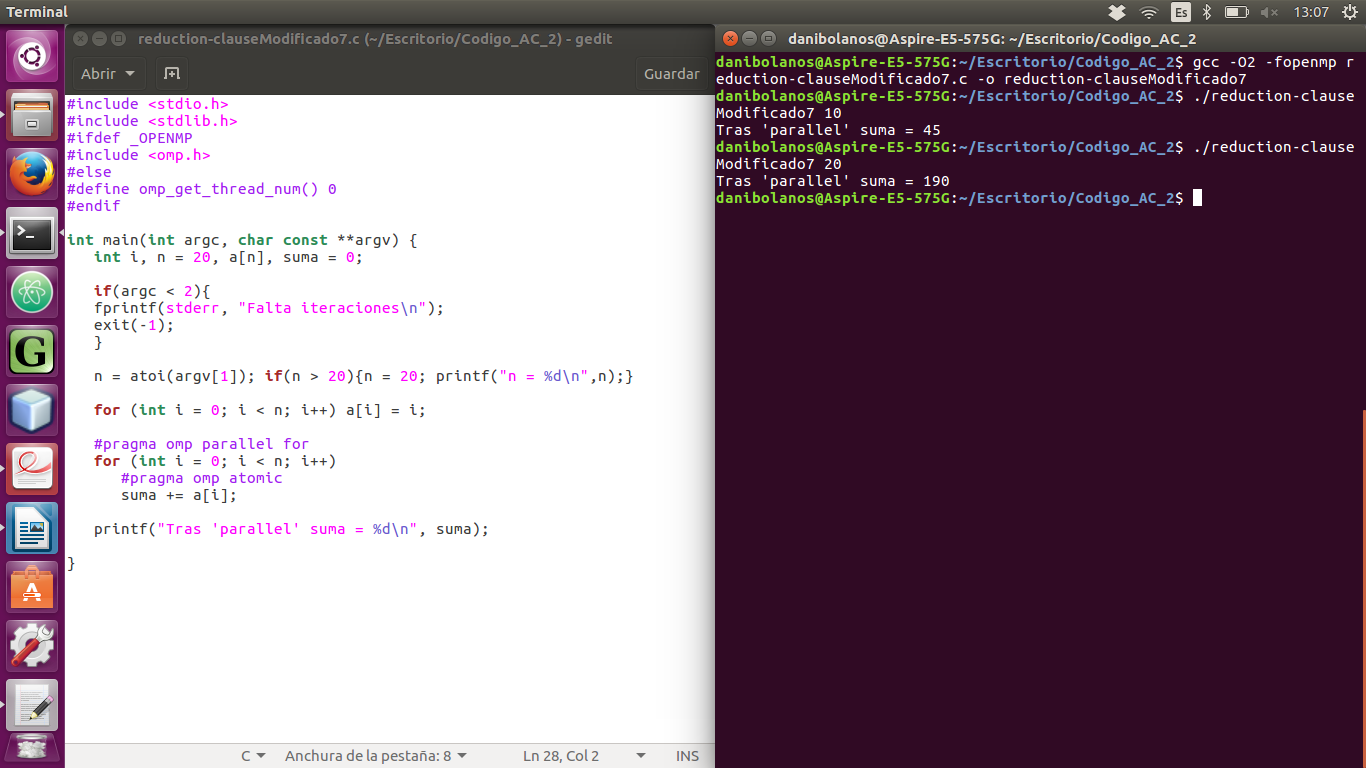 Terminal
Es
13:07
reduction-clauseModificado7.c (~/Escritorio/Codigo_AC_2) - gedit
Abrir
Guardar
#include <stdio.h>
#include <stdlib.h>
#ifdef _OPENMP
#include <omp.h>
#else
#define omp_get_thread_num() 0
#endif
int main(int argc, char const **argv) {
   int i, n = 20, a[n], suma = 0;
   if(argc < 2){
   fprintf(stderr, "Falta iteraciones\n");
   exit(-1);
   }
   n = atoi(argv[1]); if(n > 20){n = 20; printf("n = %d\n",n);}
   for (int i = 0; i < n; i++) a[i] = i;
   #pragma omp parallel for
   for (int i = 0; i < n; i++)
      #pragma omp atomic
      suma += a[i];
   printf("Tras 'parallel' suma = %d\n", suma);
}
C
Anchura de la pestaña: 8
Ln 28, Col 2
INS
danibolanos@Aspire-E5-575G: ~/Escritorio/Codigo_AC_2
danibolanos@Aspire-E5-575G:~/Escritorio/Codigo_AC_2$ gcc -O2 -fopenmp r
eduction-clauseModificado7.c -o reduction-clauseModificado7
danibolanos@Aspire-E5-575G:~/Escritorio/Codigo_AC_2$ ./reduction-clause
Modificado7 10
Tras 'parallel' suma = 45
danibolanos@Aspire-E5-575G:~/Escritorio/Codigo_AC_2$ ./reduction-clause
Modificado7 20
Tras 'parallel' suma = 190
danibolanos@Aspire-E5-575G:~/Escritorio/Codigo_AC_2$